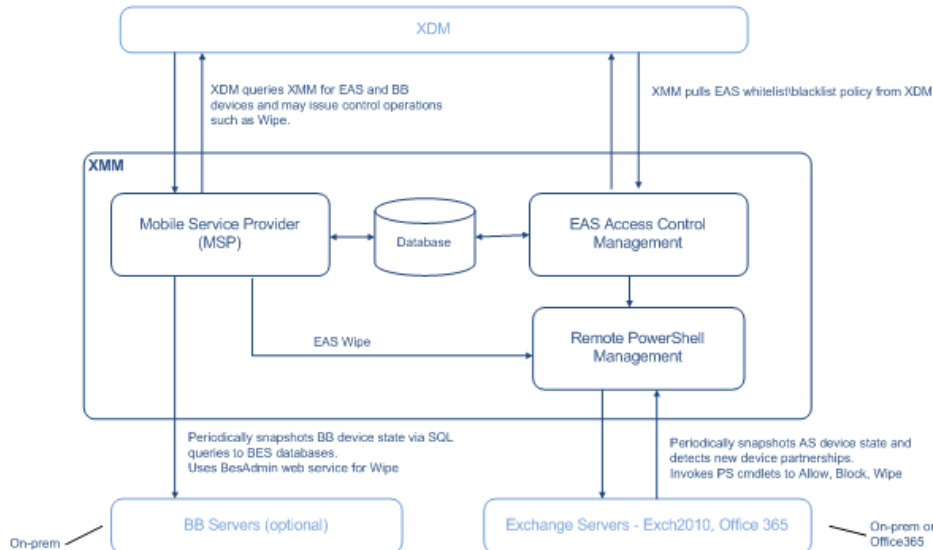 XDM
XDM queries XMM for EAS and BB
devices and may issue control operations
such as Wipe.
XMM pulls EAS whitelist\blacklist policy from XDM
XMM
Mobile Service Provider
(MSP)
Database
EAS Access Control
Management
EAS Wipe
Remote PowerShell
Management
Periodically snapshots BB device state via SQL
queries to BES databases.
Uses BesAdmin web service for Wipe
Periodically snapshots AS device state and
detects new device partnerships.
Invokes PS cmdlets to Allow, Block, Wipe
BB Servers (optional)
Exchange Servers - Exch2010, Office 365
On-prem
On-prem or
Office365